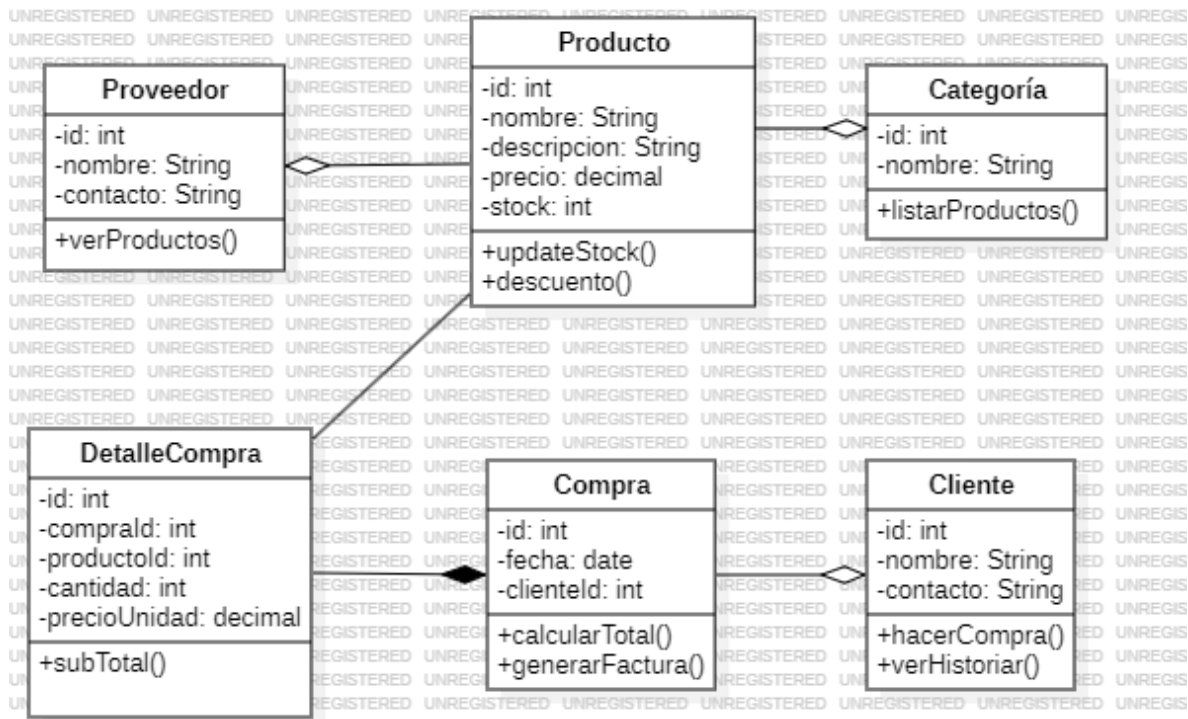 Proveedor
-id: int
-nombre: String
-contacto: String
+verProductos()
Producto
-id: int
-nombre: String
-descripcion: String
-precio: decimal
-stock: int
+updateStock()
+descuento()
Categoría
-id: int
-nombre: String
+listarProductos()
DetalleCompra
-id: int
-compraId: int
-productoId: int
-cantidad: int
-precioUnidad: decimal
+subTotal()
Compra
-id: int
-fecha: date
-clienteId: int
+calcularTotal()
+generarFactura()
Cliente
-id: int
-nombre: String
-contacto: String
+hacerCompra()
+verHistoriar()
UNREGISTERED